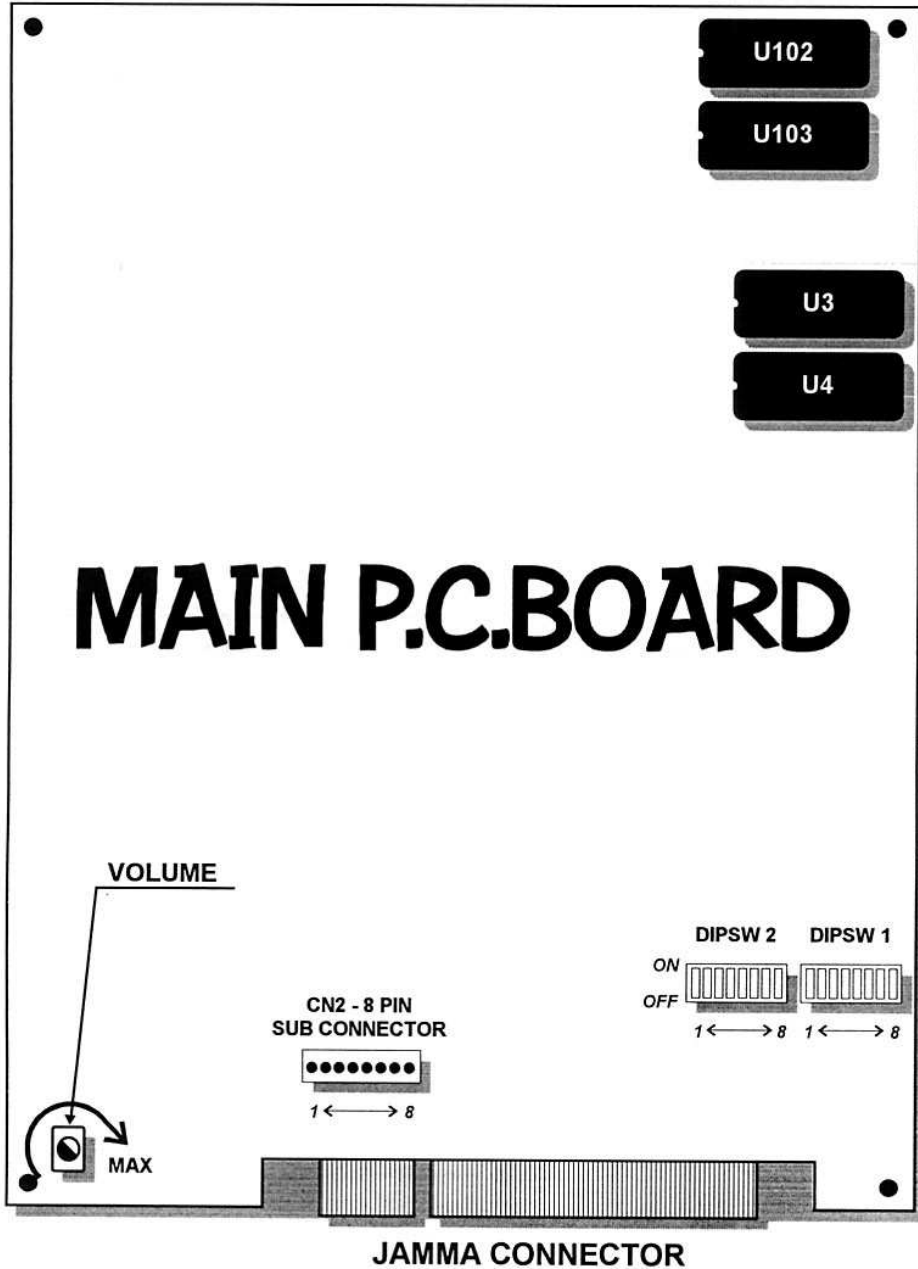 U102
U103
U3
U4
MAIN P.C.BOARD
VOLUME
DIPSW 2 DIPSW 1
ON
OFF
1 8 1 8
CN2 - 8 PIN
SUB CONNECTOR
1 8
MAX
JAMMA CONNECTOR